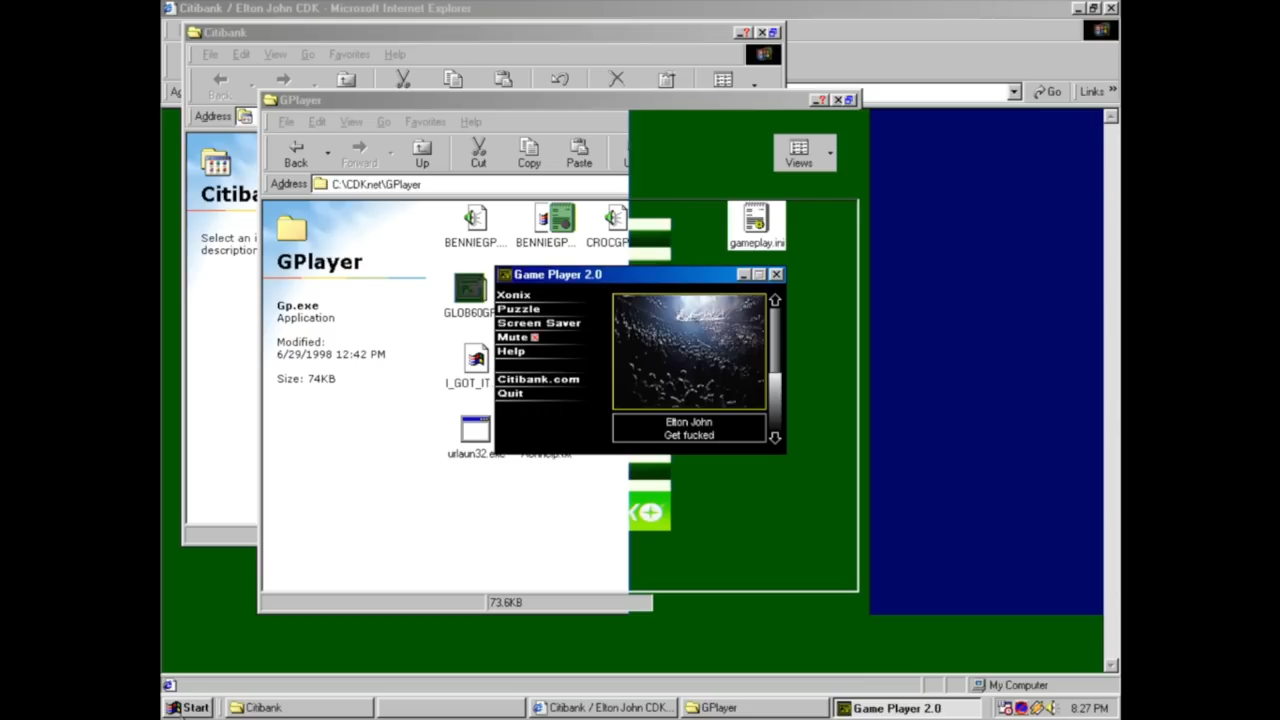 Citibank / Elton John CDK - Microsoft Internet Explorer
Citibank
File Edit View Go Favorites Help
Back
Address
Go
Links »
GPlayer
File Edit View Go Favorites Help
Back Forward Up Cut Copy Paste Views
Address C:\CDKnet\GPlayer
Citib
Select an
description
GPlayer
Gp.exe
Application
Modified:
6/29/1998 12:42 PM
Size: 74KB
BENNIEGP... BENNIEGP... CROCGP
gameplay.ini
GLOB60GP
I_GOT_IT
urlaun32.exe
Game Player 2.0
Xonix
Puzzle
Screen Saver
Mute
Help
Citibank.com
Quit
Elton John
Get fucked
73.6KB
My Computer
Start
Citibank
Citibank / Elton John CDK...
GPlayer
Game Player 2.0
8:27 PM